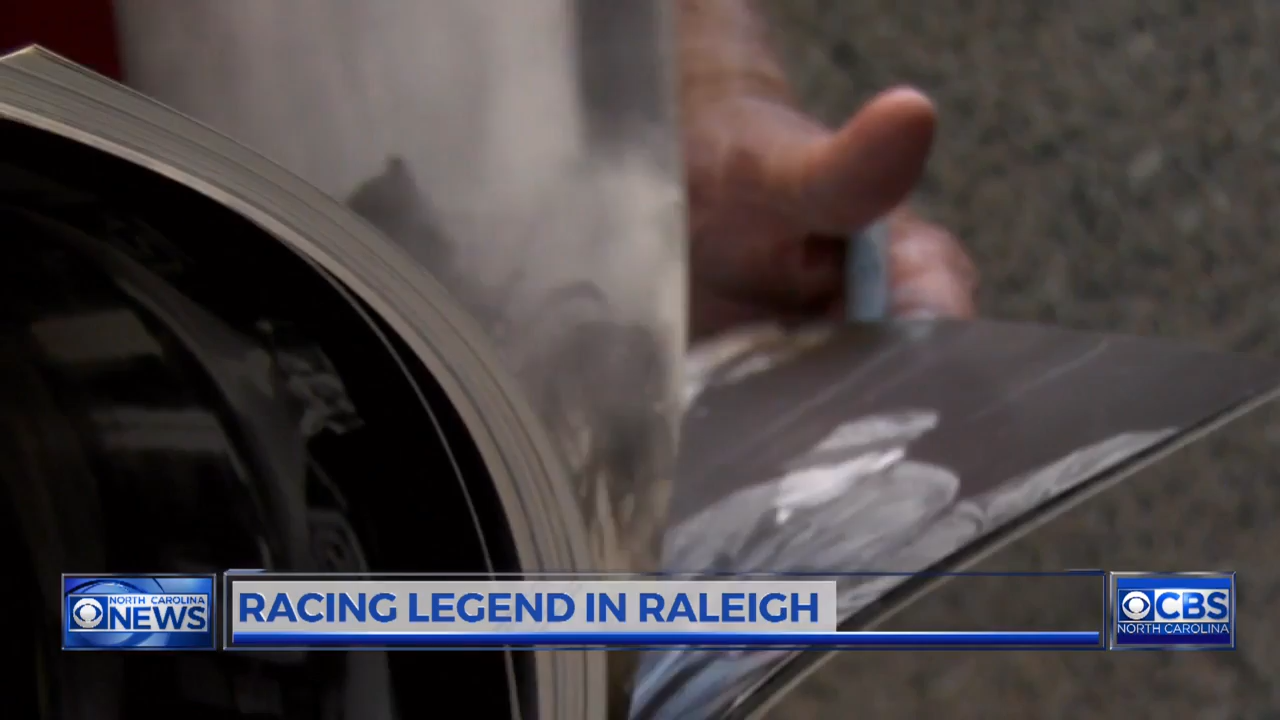 NORTH CAROLINA
NEWS
RACING LEGEND IN RALEIGH
CBS
NORTH CAROLINA